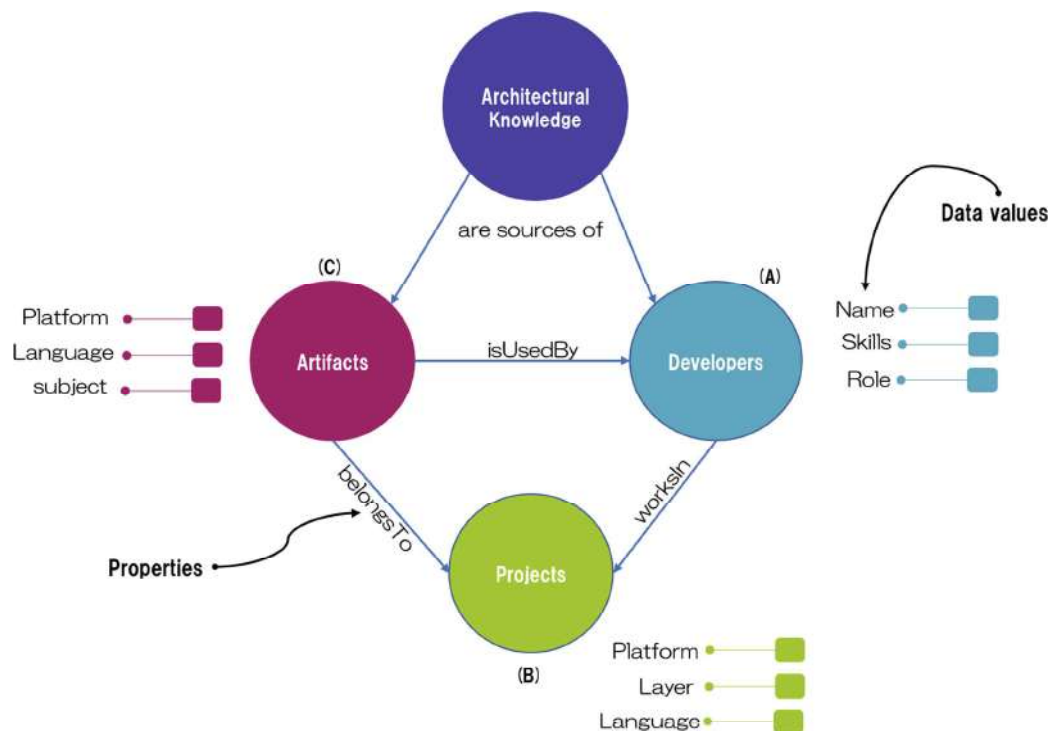 Architectural
Knowledge
Data values
are sources of
(C)
(A)
Platform
Language
subject
Artifacts
isUsedBy
Developers
Name
Skills
Role
belongsTo
worksIn
Properties
Projects
(B)
Platform
Layer
Language